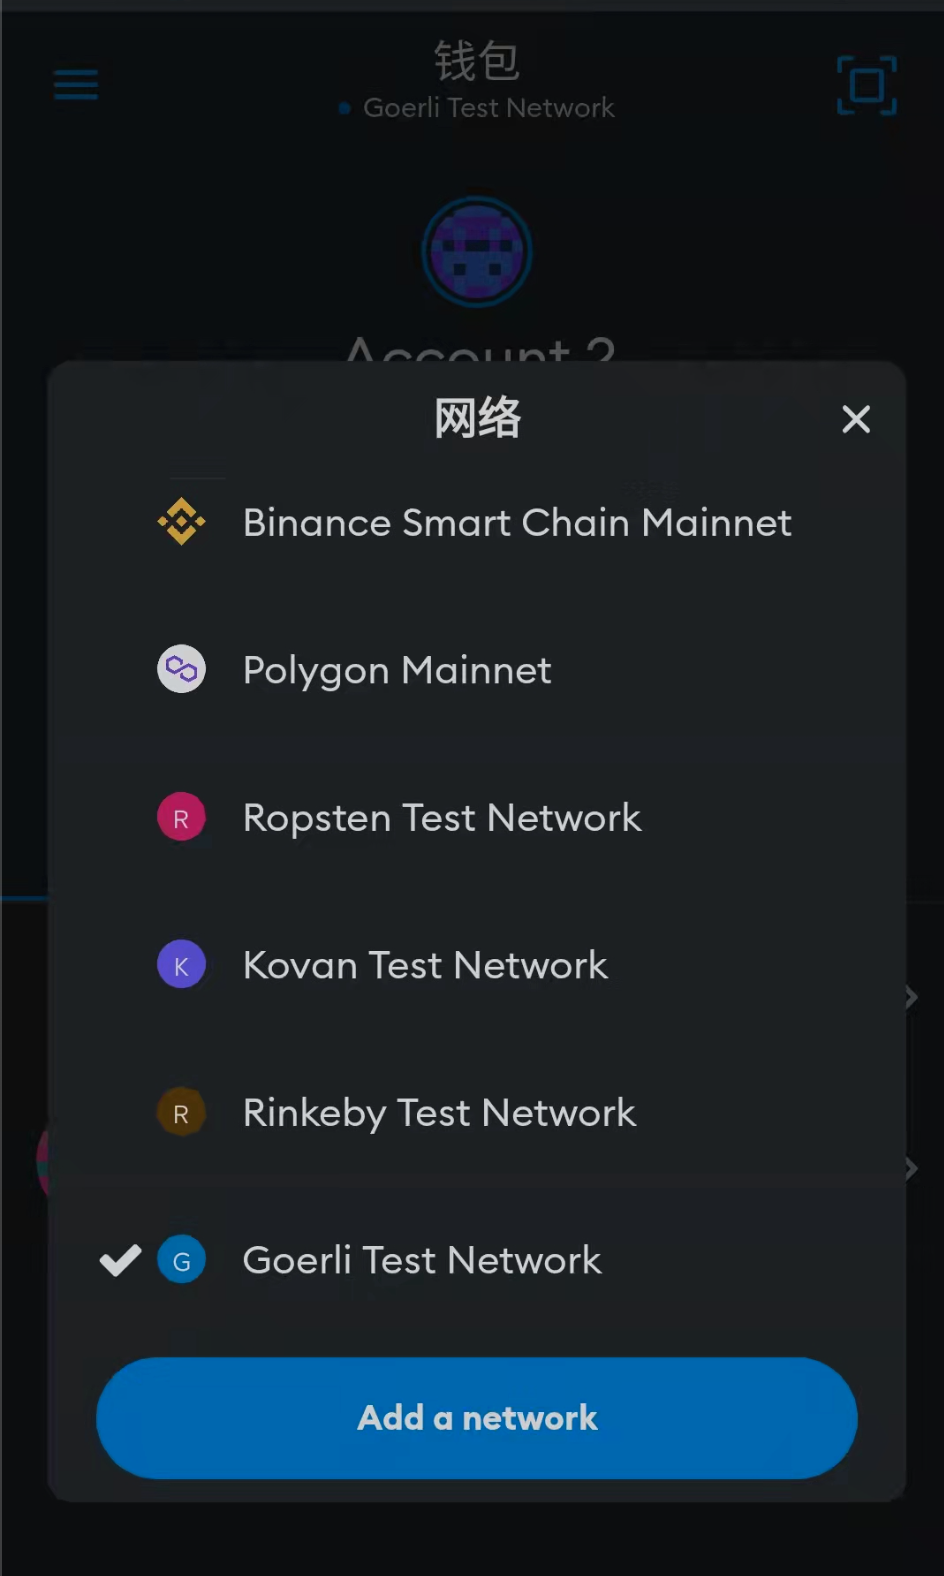 钱包
Goerli Test Network
Account 2
网络
Binance Smart Chain Mainnet
Polygon Mainnet
R Ropsten Test Network
K Kovan Test Network
R Rinkeby Test Network
G Goerli Test Network
Add a network